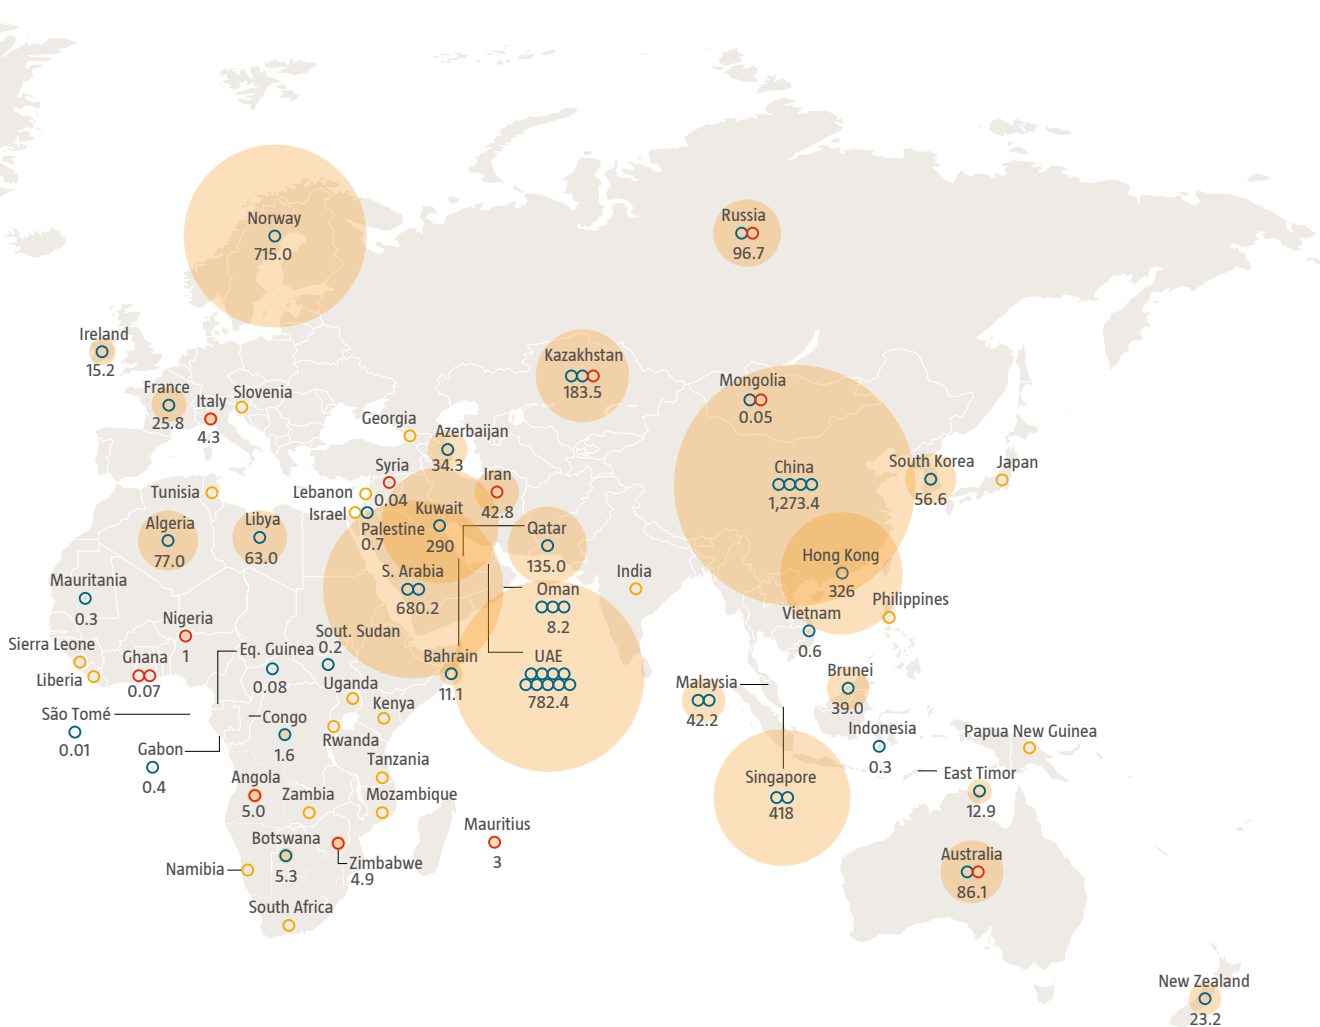 Norway
715.0
Russia
96.7
Ireland
15.2
Kazakhstan
183.5
Mongolia
0.05
France
25.8
Italy
4.3
Slovenia
Georgia
Azerbaijan
34.3
Syria
0.04
Iran
42.8
China
1,273.4
South Korea
56.6
Japan
Tunisia
Lebanon
Israel
Palestine
0.7
Kuwait
290
Algeria
77.0
Libya
63.0
Qatar
135.0
Hong Kong
326
S. Arabia
680.2
India
Oman
8.2
Philippines
Mauritania
0.3
Nigeria
1
Vietnam
0.6
Sierra Leone
Liberia
Ghana
0.07
Eq. Guinea
0.08
Sout. Sudan
0.2
Bahrain
11.1
UAE
782.4
Malaysia
42.2
Brunei
39.0
Uganda
Kenya
São Tomé
0.01
Congo
1.6
Rwanda
Indonesia
0.3
Papua New Guinea
Gabon
0.4
Tanzania
Angola
5.0
Zambia
Mozambique
Singapore
418
East Timor
12.9
Botswana
5.3
Mauritius
3
Zimbabwe
4.9
Namibia
Australia
86.1
South Africa
New Zealand
23.2